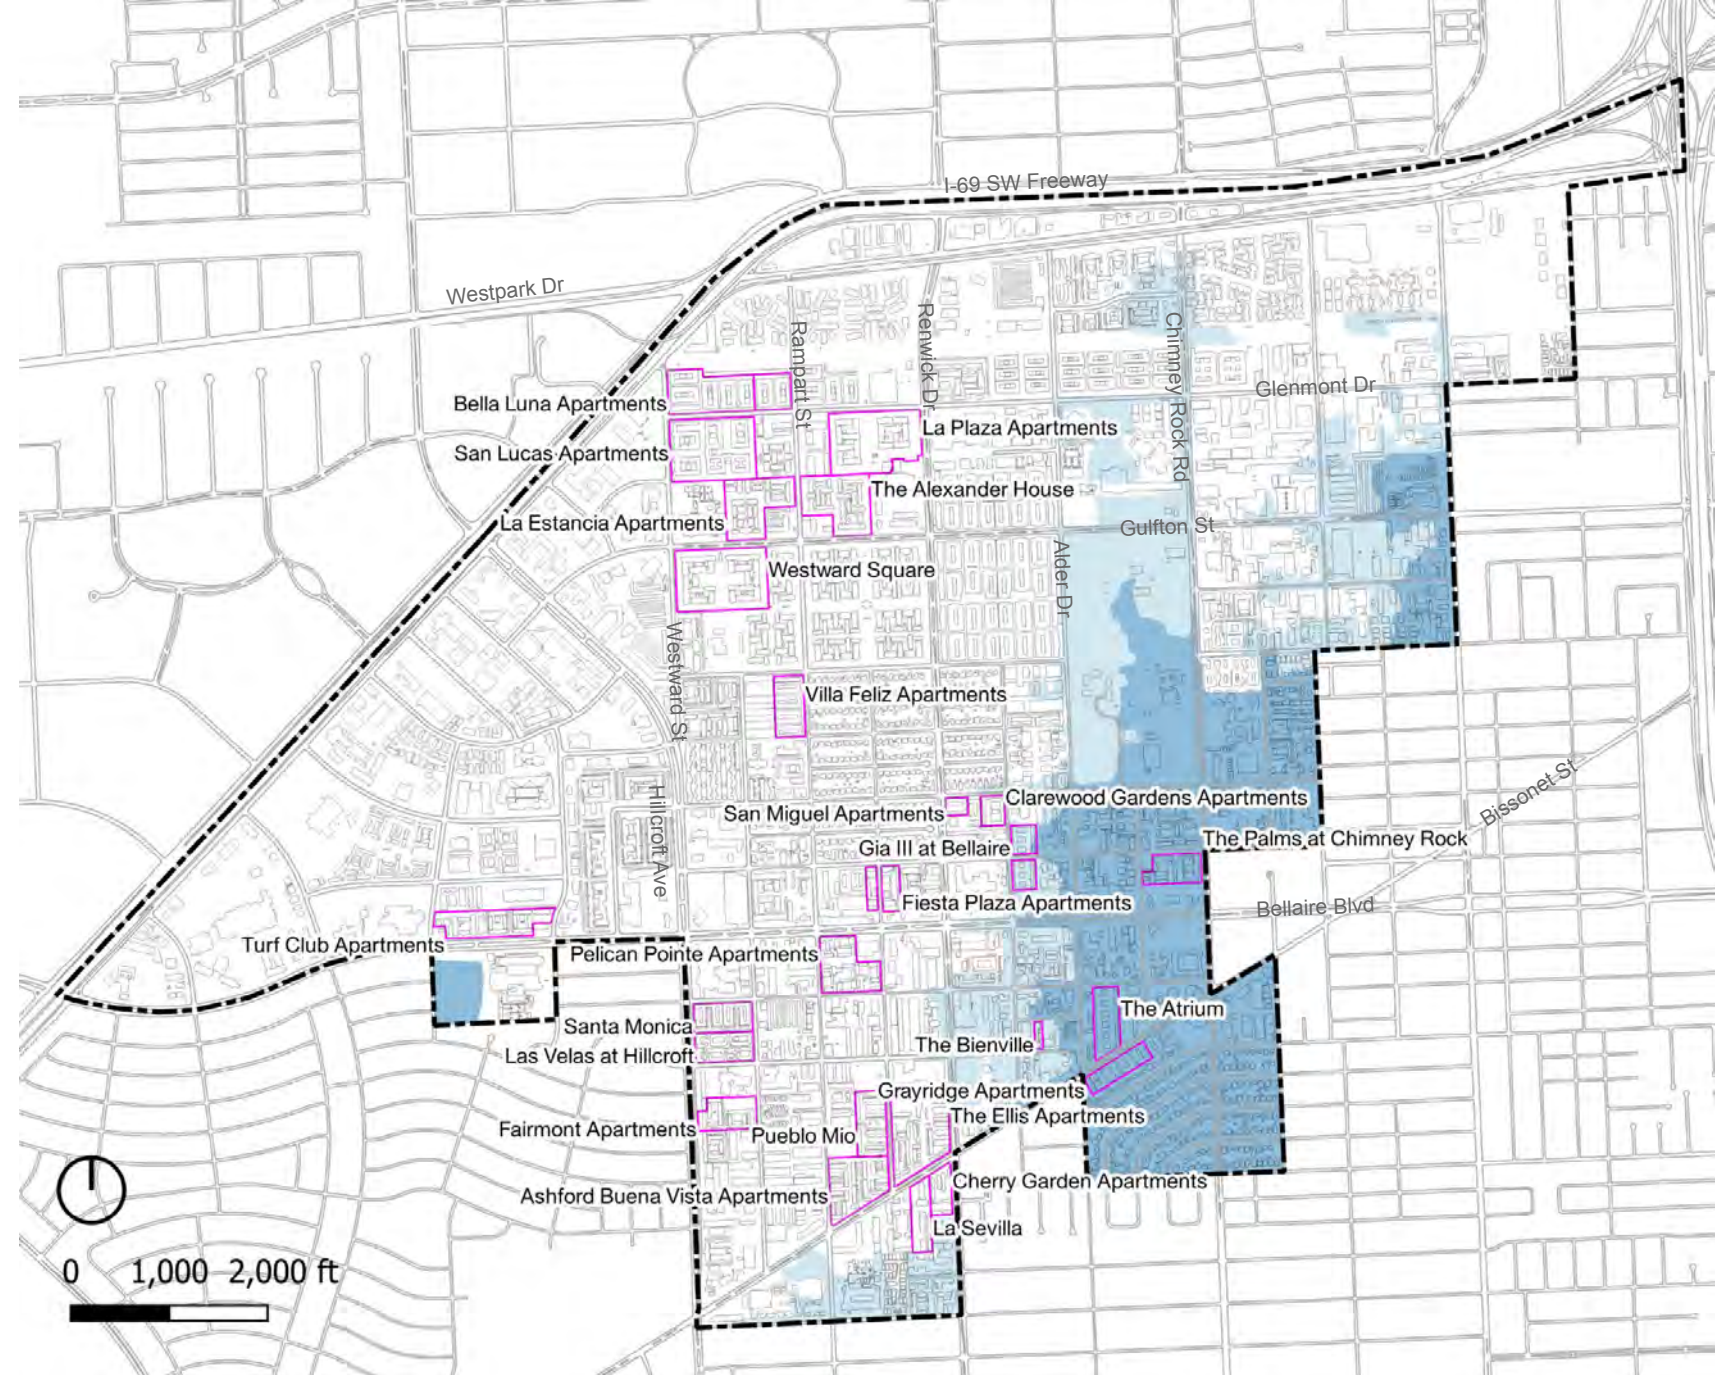 I-69 SW Freeway
Westpark Dr
Rampart St
Renwick Dr.
Chimney Rock Rd
Glenmont Dr
Bella Luna Apartments
La Plaza Apartments
San Lucas Apartments
The Alexander House
La Estancia Apartments
Gulfton St
Alder Dr
Westward Square
Westward St
Villa Feliz Apartments
Hillcroft Ave
Bissonet St
Clarewood Gardens Apartments
San Miguel Apartments
The Palms at Chimney Rock
Gia III at Bellaire
Fiesta Plaza Apartments
Bellaire Blvd
Turf Club Apartments
Pelican Pointe Apartments
The Atrium
Santa Monica
The Bienville
Las Velas at Hillcroft
Grayridge Apartments
The Ellis Apartments
Fairmont Apartments
Pueblo Mio
Cherry Garden Apartments
Ashford Buena Vista Apartments
La Sevilla
0 1,000 2,000 ft